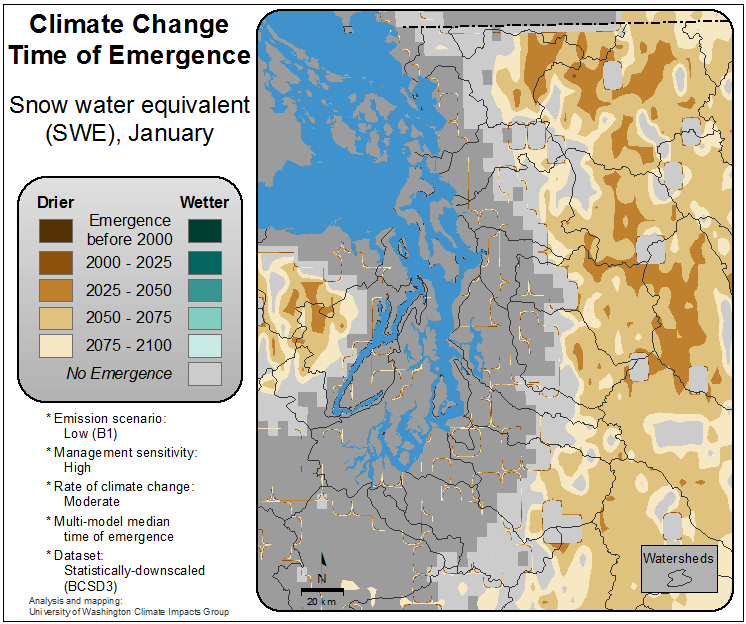 Climate Change
Time of Emergence
Snow water equivalent
(SWE), January
Drier Wetter
Emergence
before 2000
2000 - 2025
2025 - 2050
2050 - 2075
2075 - 2100
No Emergence
* Emission scenario:
Low (B1)
* Management sensitivity:
High
* Rate of climate change:
Moderate
* Multi-model median
time of emergence
* Dataset:
Statistically-downscaled
(BCSD3)
Analysis and mapping:
University of Washington Climate Impacts Group
N
20 km
Watersheds